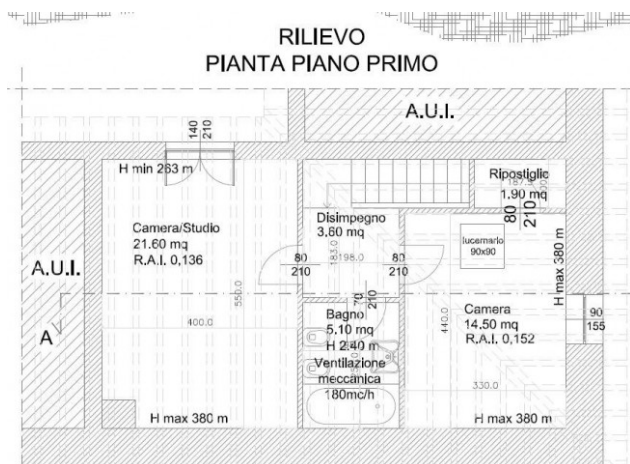 RILIEVO
PIANTA PIANO PRIMO
A.U.I.
140
210
H min 263 m
Ripostiglio
1.90 mq
80
210
Camera/Studio
21.60 mq
R.A.I. 0,136
Disimpegno
3.60 mq
183.0
198.0
lucernario
90x90
H max 380 m
A.U.I.
80
210
80
210
70
210
550.0
400.0
A
Bagno
5.10 mq
H 2.40 m
Ventilazione
meccanica
180mc/h
440.0
Camera
14.50 mq
R.A.I. 0,152
90
155
330.0
H max 380 m
H max 380 m